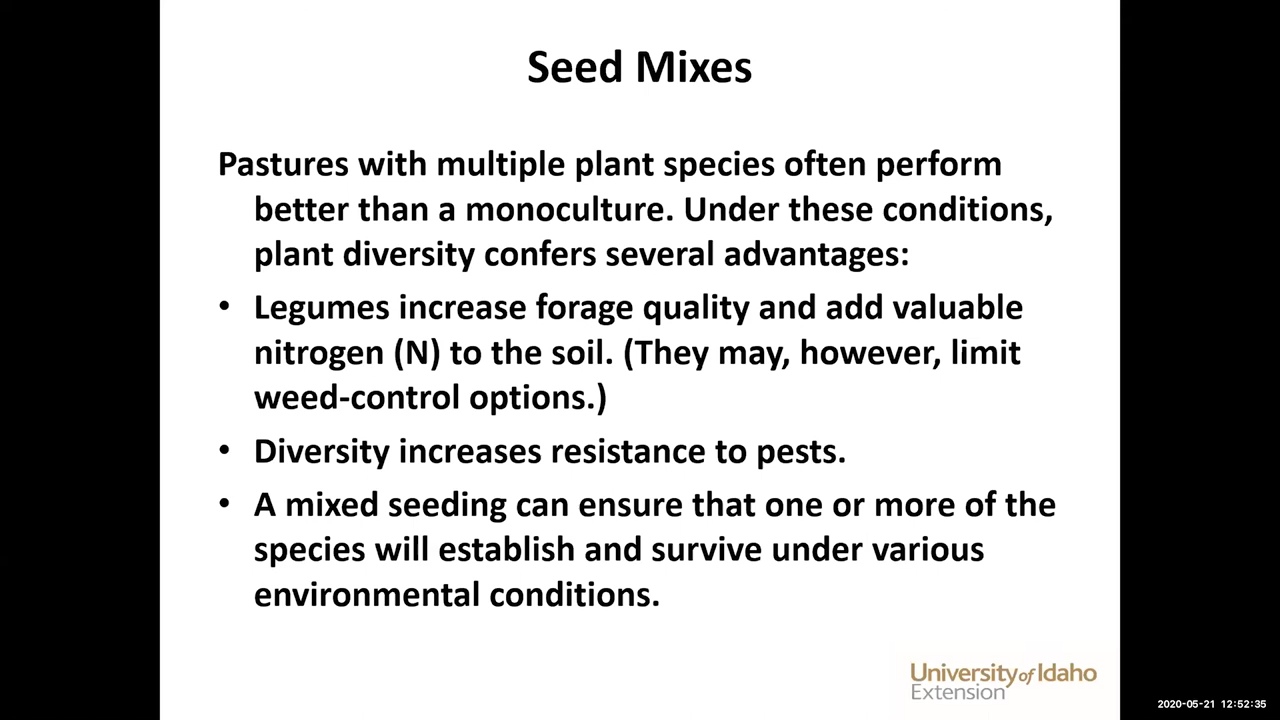 Seed Mixes
Pastures with multiple plant species often perform
better than a monoculture. Under these conditions,
plant diversity confers several advantages:
• Legumes increase forage quality and add valuable
nitrogen (N) to the soil. (They may, however, limit
weed-control options.)
• Diversity increases resistance to pests.
• A mixed seeding can ensure that one or more of the
species will establish and survive under various
environmental conditions.
University of Idaho
Extension
2020-05-21 12:52:35